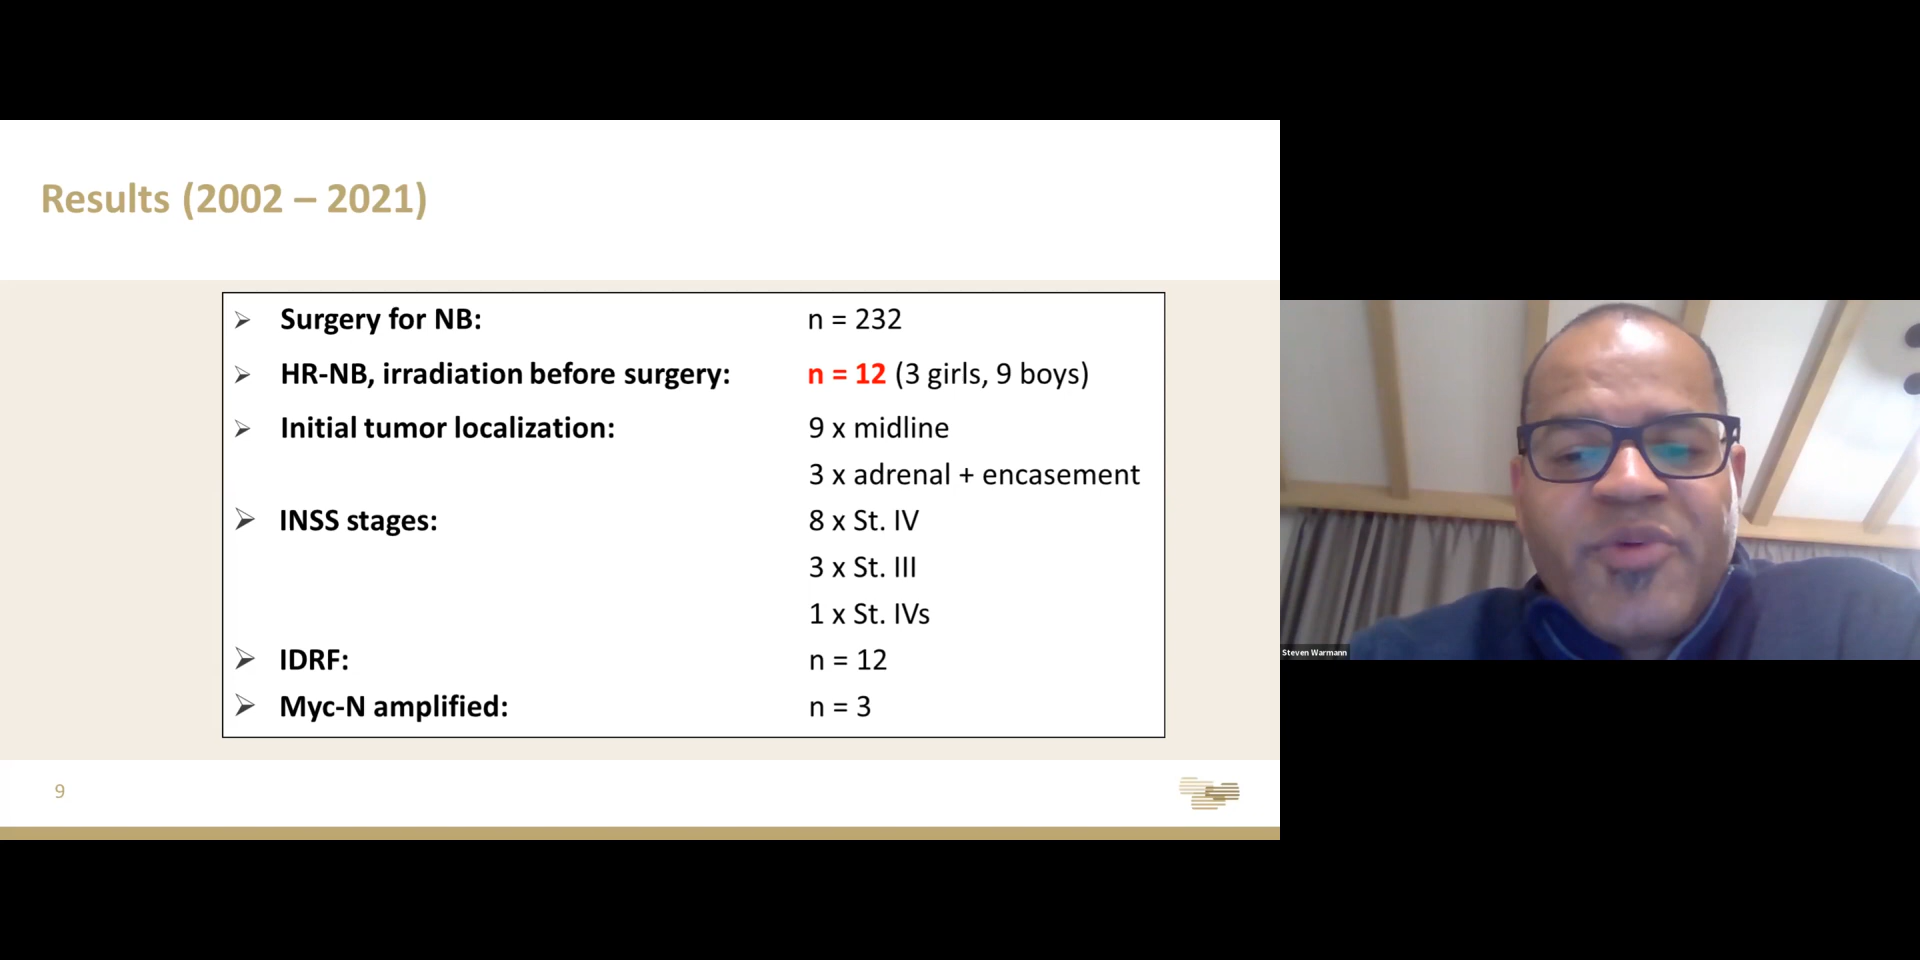 Results (2002 – 2021)
➢ Surgery for NB: n = 232
➢ HR-NB, irradiation before surgery: n = 12 (3 girls, 9 boys)
➢ Initial tumor localization: 9 x midline
3 x adrenal + encasement
➢ INSS stages: 8 x St. IV
3 x St. III
1 x St. IVs
➢ IDRF: n = 12
➢ Myc-N amplified: n = 3
9
Steven Warmann